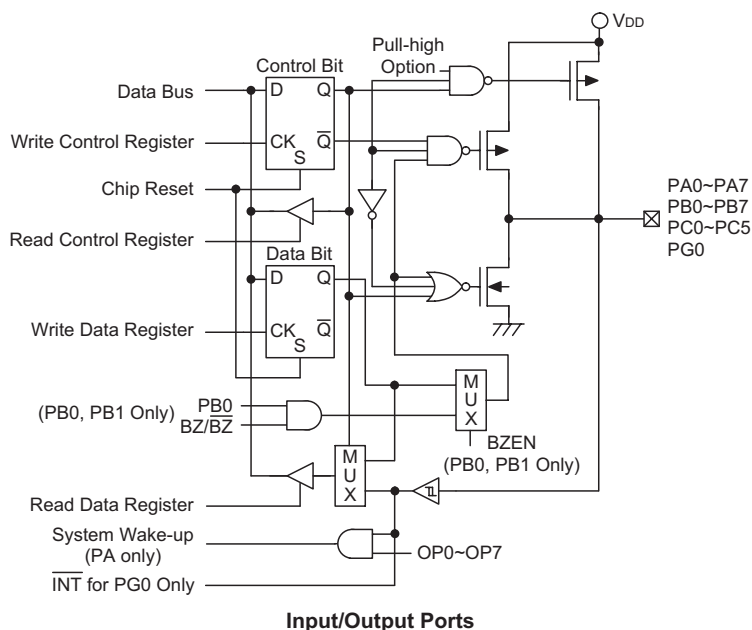 VDD
Pull-high
Option
Control Bit
Data Bus
D Q
Write Control Register
CK Q̅
S
Chip Reset
PA0~PA7
PB0~PB7
PC0~PC5
PG0
Read Control Register
Data Bit
D Q
Write Data Register
CK Q̅
S
M
U
X
(PB0, PB1 Only)
PB0
BZ/B̅Z̅
BZEN
(PB0, PB1 Only)
M
U
X
Read Data Register
System Wake-up
(PA only)
OP0~OP7
I̅N̅T̅ for PG0 Only
Input/Output Ports